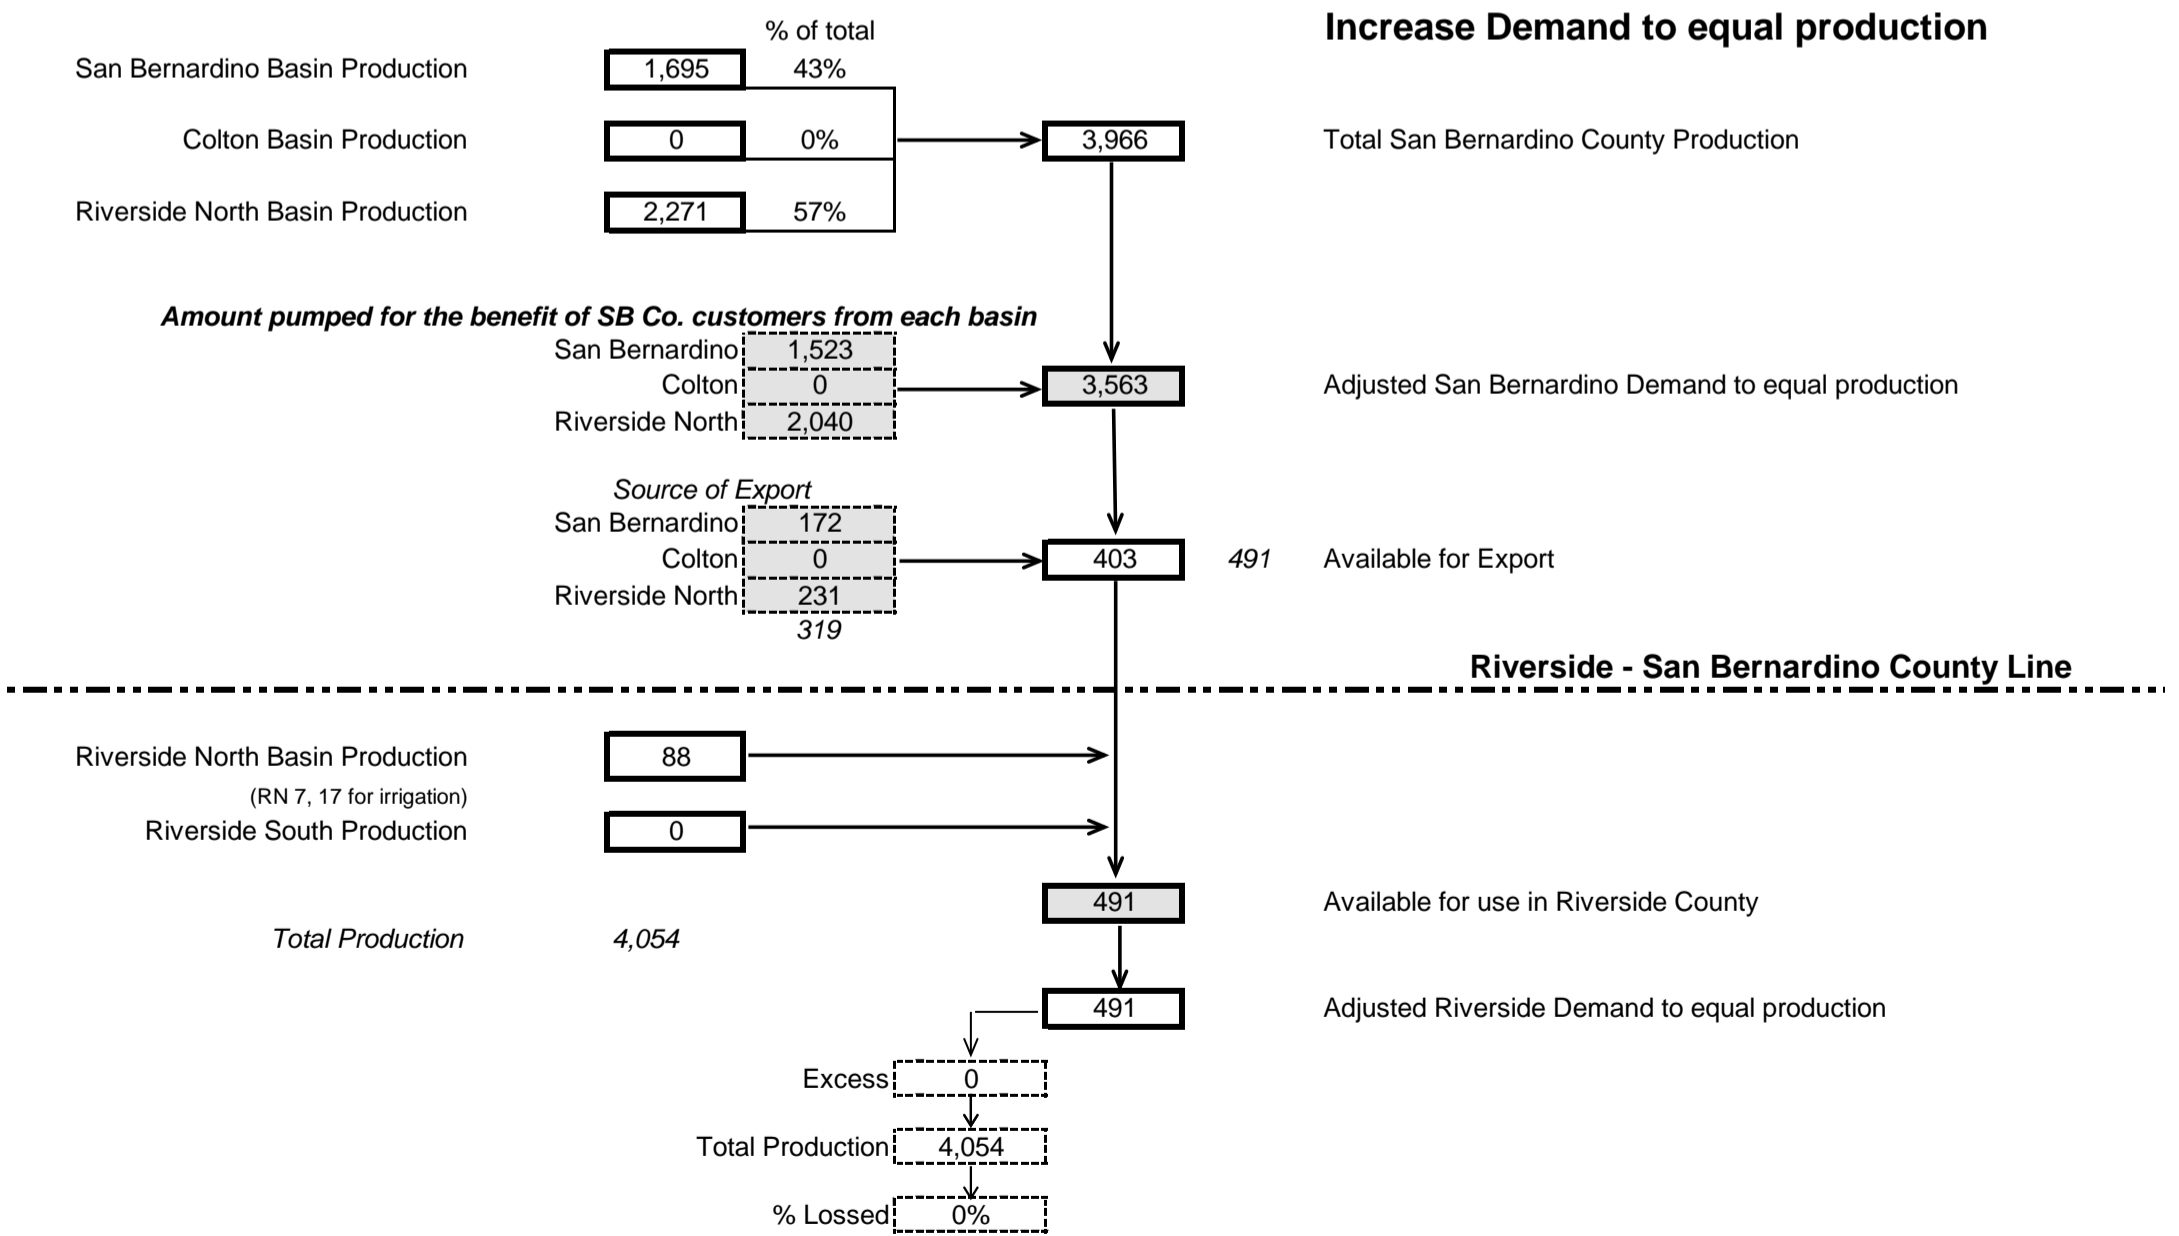 % of total
Increase Demand to equal production
San Bernardino Basin Production 1,695 43%
Colton Basin Production 0 0% 3,966 Total San Bernardino County Production
Riverside North Basin Production 2,271 57%
Amount pumped for the benefit of SB Co. customers from each basin
San Bernardino 1,523
Colton 0 3,563 Adjusted San Bernardino Demand to equal production
Riverside North 2,040
Source of Export
San Bernardino 172
Colton 0 403 491 Available for Export
Riverside North 231
319
Riverside - San Bernardino County Line
Riverside North Basin Production 88
(RN 7, 17 for irrigation)
Riverside South Production 0
491 Available for use in Riverside County
Total Production 4,054
491 Adjusted Riverside Demand to equal production
Excess 0
Total Production 4,054
% Lossed 0%